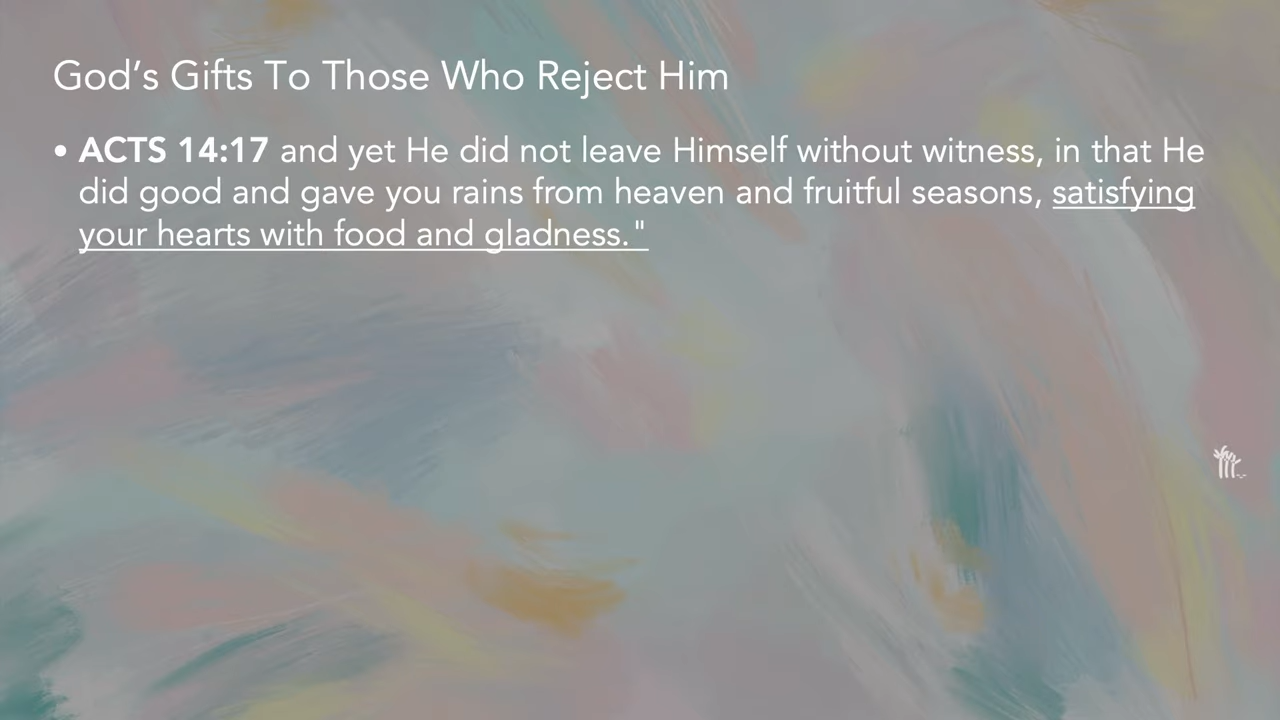 God's Gifts To Those Who Reject Him
• ACTS 14:17 and yet He did not leave Himself without witness, in that He
did good and gave you rains from heaven and fruitful seasons, satisfying
your hearts with food and gladness."